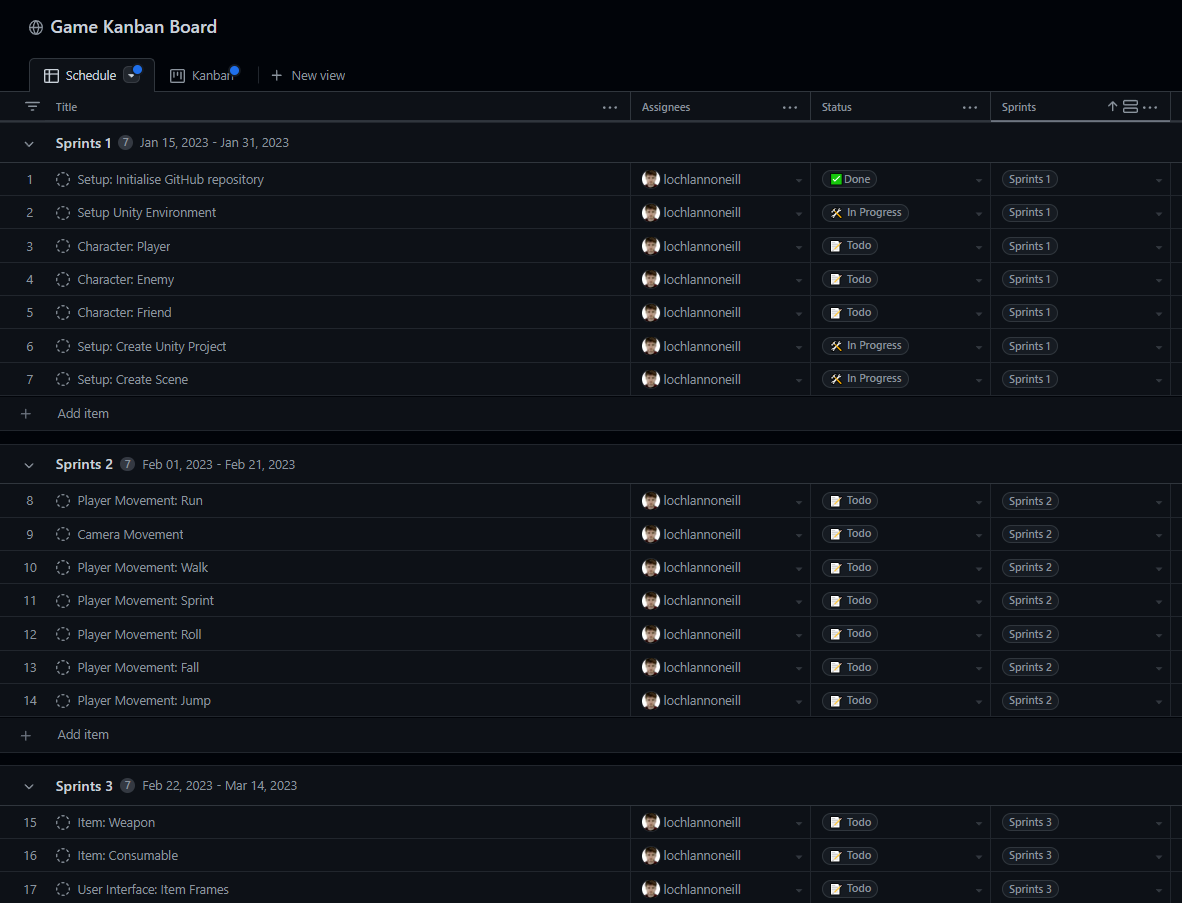 Game Kanban Board
Schedule Kanban New view
Title Assignees Status Sprints
Sprints 1 7 Jan 15, 2023 - Jan 31, 2023
1 Setup: Initialise GitHub repository lochlannoneill Done Sprints 1
2 Setup Unity Environment lochlannoneill In Progress Sprints 1
3 Character: Player lochlannoneill Todo Sprints 1
4 Character: Enemy lochlannoneill Todo Sprints 1
5 Character: Friend lochlannoneill Todo Sprints 1
6 Setup: Create Unity Project lochlannoneill In Progress Sprints 1
7 Setup: Create Scene lochlannoneill In Progress Sprints 1
Add item
Sprints 2 7 Feb 01, 2023 - Feb 21, 2023
8 Player Movement: Run lochlannoneill Todo Sprints 2
9 Camera Movement lochlannoneill Todo Sprints 2
10 Player Movement: Walk lochlannoneill Todo Sprints 2
11 Player Movement: Sprint lochlannoneill Todo Sprints 2
12 Player Movement: Roll lochlannoneill Todo Sprints 2
13 Player Movement: Fall lochlannoneill Todo Sprints 2
14 Player Movement: Jump lochlannoneill Todo Sprints 2
Add item
Sprints 3 7 Feb 22, 2023 - Mar 14, 2023
15 Item: Weapon lochlannoneill Todo Sprints 3
16 Item: Consumable lochlannoneill Todo Sprints 3
17 User Interface: Item Frames lochlannoneill Todo Sprints 3